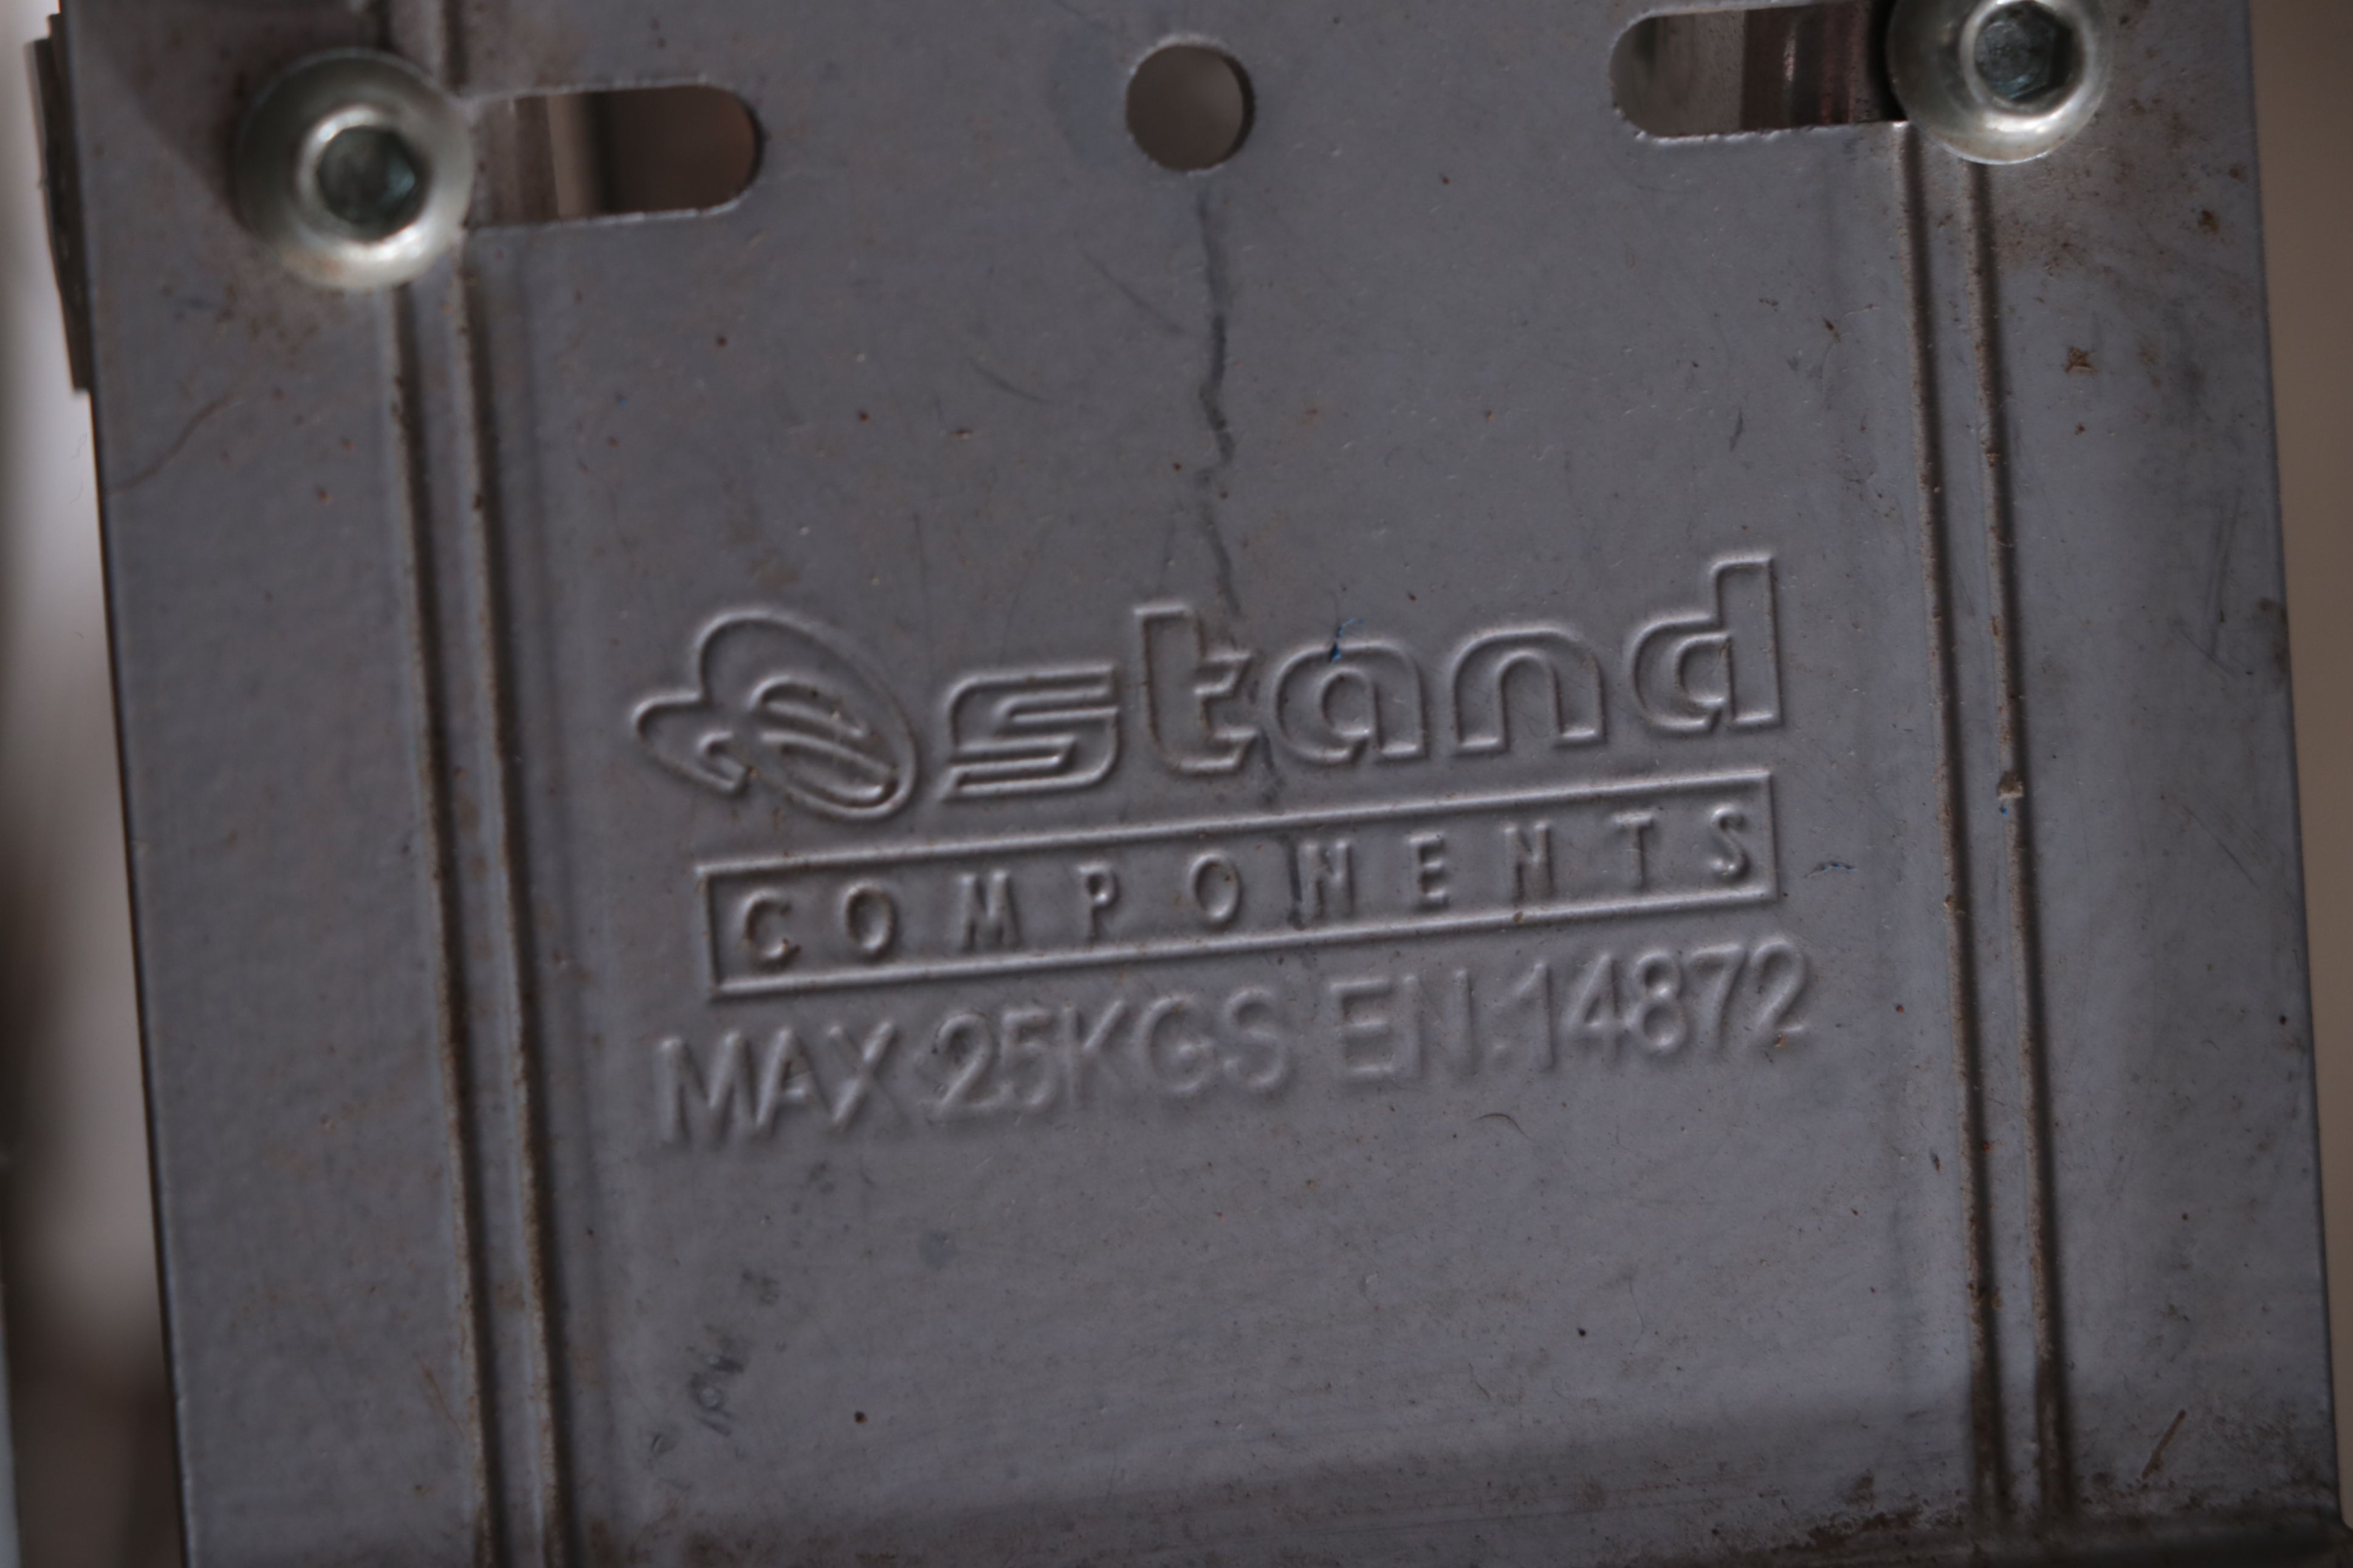 stand
COMPONENTS
MAX 25KGS EN.14872